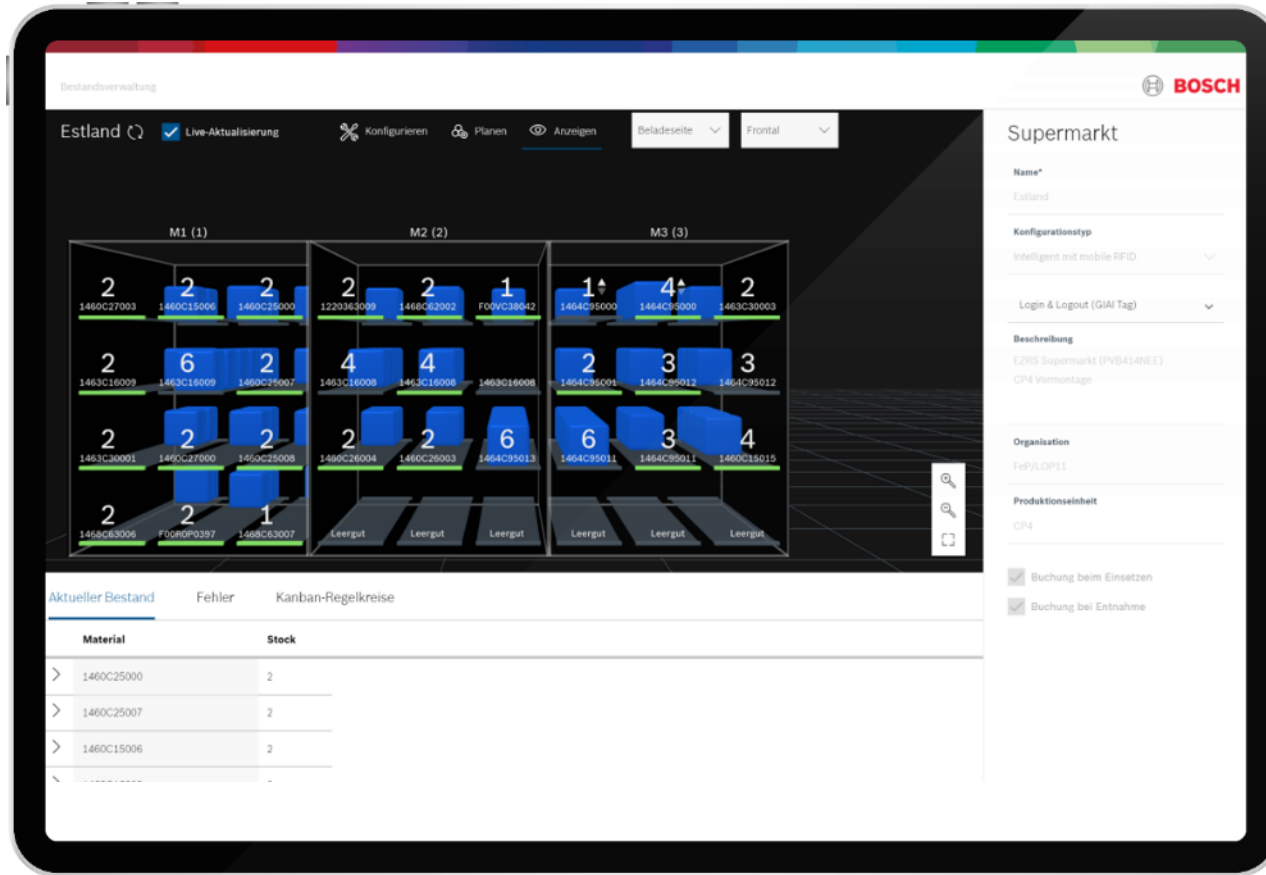 Bestandsverwaltung
BOSCH
Estland
Live-Aktualisierung
Konfigurieren
Planen
Anzeigen
Beladeseite
Frontal
M1 (1)
M2 (2)
M3 (3)
2 2 2 2 2 1 1 4 2
1460C27003 1460C15006 1460C25000 1220363009 1468C62002 F00VC38042 1464C95000 1464C95000 1463C30003
2 6 2 4 4 2 3 3
1463C16009 1463C16009 1460C25007 1463C16008 1463C16008 1463C16008 1464C95001 1464C95012 1464C95012
2 2 2 2 2 6 6 3 4
1463C30001 1460C27000 1460C25008 1460C26004 1460C26003 1464C95013 1464C95011 1464C95011 1460C15015
2 2 1
1468C63006 F00R0P0397 1468C63007 Leergut Leergut Leergut Leergut Leergut Leergut
Supermarkt
Name*
Estland
Konfigurationstyp
Intelligent mit mobile RFID
Login & Logout (GIAI Tag)
Beschreibung
EZRS Supermarkt (PVB414NEE)
CP4 Vormontage
Organisation
FeP/LOP11
Produktionseinheit
CP4
Buchung beim Einsetzen
Buchung bei Entnahme
Aktueller Bestand
Fehler
Kanban-Regelkreise
Material Stock
1460C25000 2
1460C25007 2
1460C15006 2